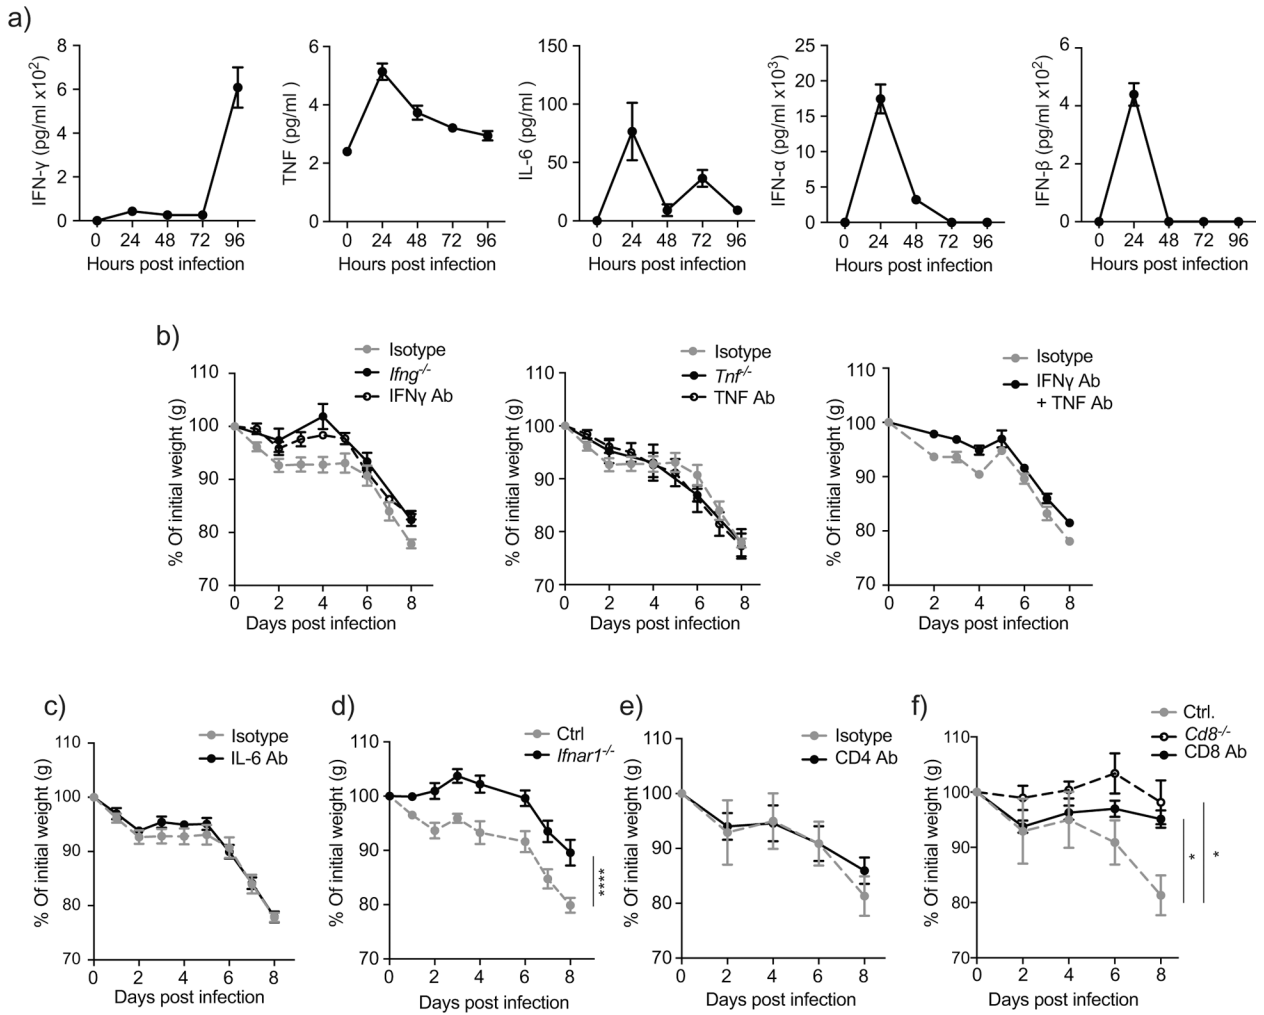 a)
IFN-γ (pg/ml x10²)
8
6
4
2
0
0 24 48 72 96
Hours post infection
TNF (pg/ml )
6
4
2
0
0 24 48 72 96
Hours post infection
IL-6 (pg/ml )
150
100
50
0
0 24 48 72 96
Hours post infection
IFN-α (pg/ml x10³)
25
20
15
10
5
0
0 24 48 72 96
Hours post infection
IFN-β (pg/ml x10²)
6
4
2
0
0 24 48 72 96
Hours post infection
b)
Isotype
Ifng-/-
IFNγ Ab
% Of initial weight (g)
110
100
90
80
70
0 2 4 6 8
Days post infection
Isotype
Tnf-/-
TNF Ab
% Of initial weight (g)
110
100
90
80
70
0 2 4 6 8
Days post infection
Isotype
IFNγ Ab
+ TNF Ab
% Of initial weight (g)
110
100
90
80
70
0 2 4 6 8
Days post infection
c)
Isotype
IL-6 Ab
% Of initial weight (g)
110
100
90
80
70
0 2 4 6 8
Days post infection
d)
Ctrl
Ifnar1-/-
% Of initial weight (g)
110
100
90
80
70
0 2 4 6 8
Days post infection
****
e)
Isotype
CD4 Ab
% Of initial weight (g)
110
100
90
80
70
0 2 4 6 8
Days post infection
f)
Ctrl.
Cd8-/-
CD8 Ab
% Of initial weight (g)
110
100
90
80
70
0 2 4 6 8
Days post infection
* *